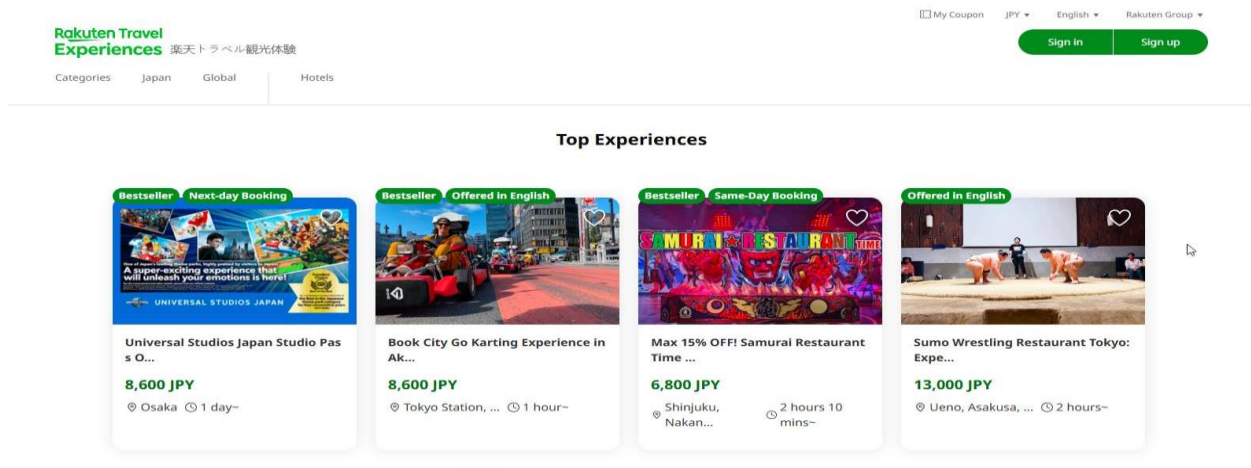 My Coupon JPY English Rakuten Group
Rakuten Travel
Experiences 楽天トラベル観光体験
Sign in Sign up
Categories Japan Global Hotels
Top Experiences
Bestseller Next-day Booking
A super-exciting experience that
will unleash your emotions is here!
UNIVERSAL STUDIOS JAPAN
Universal Studios Japan Studio Pas
s O...
8,600 JPY
Osaka 1 day~
Bestseller Offered in English
Book City Go Karting Experience in
Ak...
8,600 JPY
Tokyo Station, ... 1 hour~
Bestseller Same-Day Booking
SAMURAI★RESTAURANT TIME
Max 15% OFF! Samurai Restaurant
Time ...
6,800 JPY
Shinjuku,
Nakan...
2 hours 10
mins~
Offered in English
Sumo Wrestling Restaurant Tokyo:
Expe...
13,000 JPY
Ueno, Asakusa, ... 2 hours~